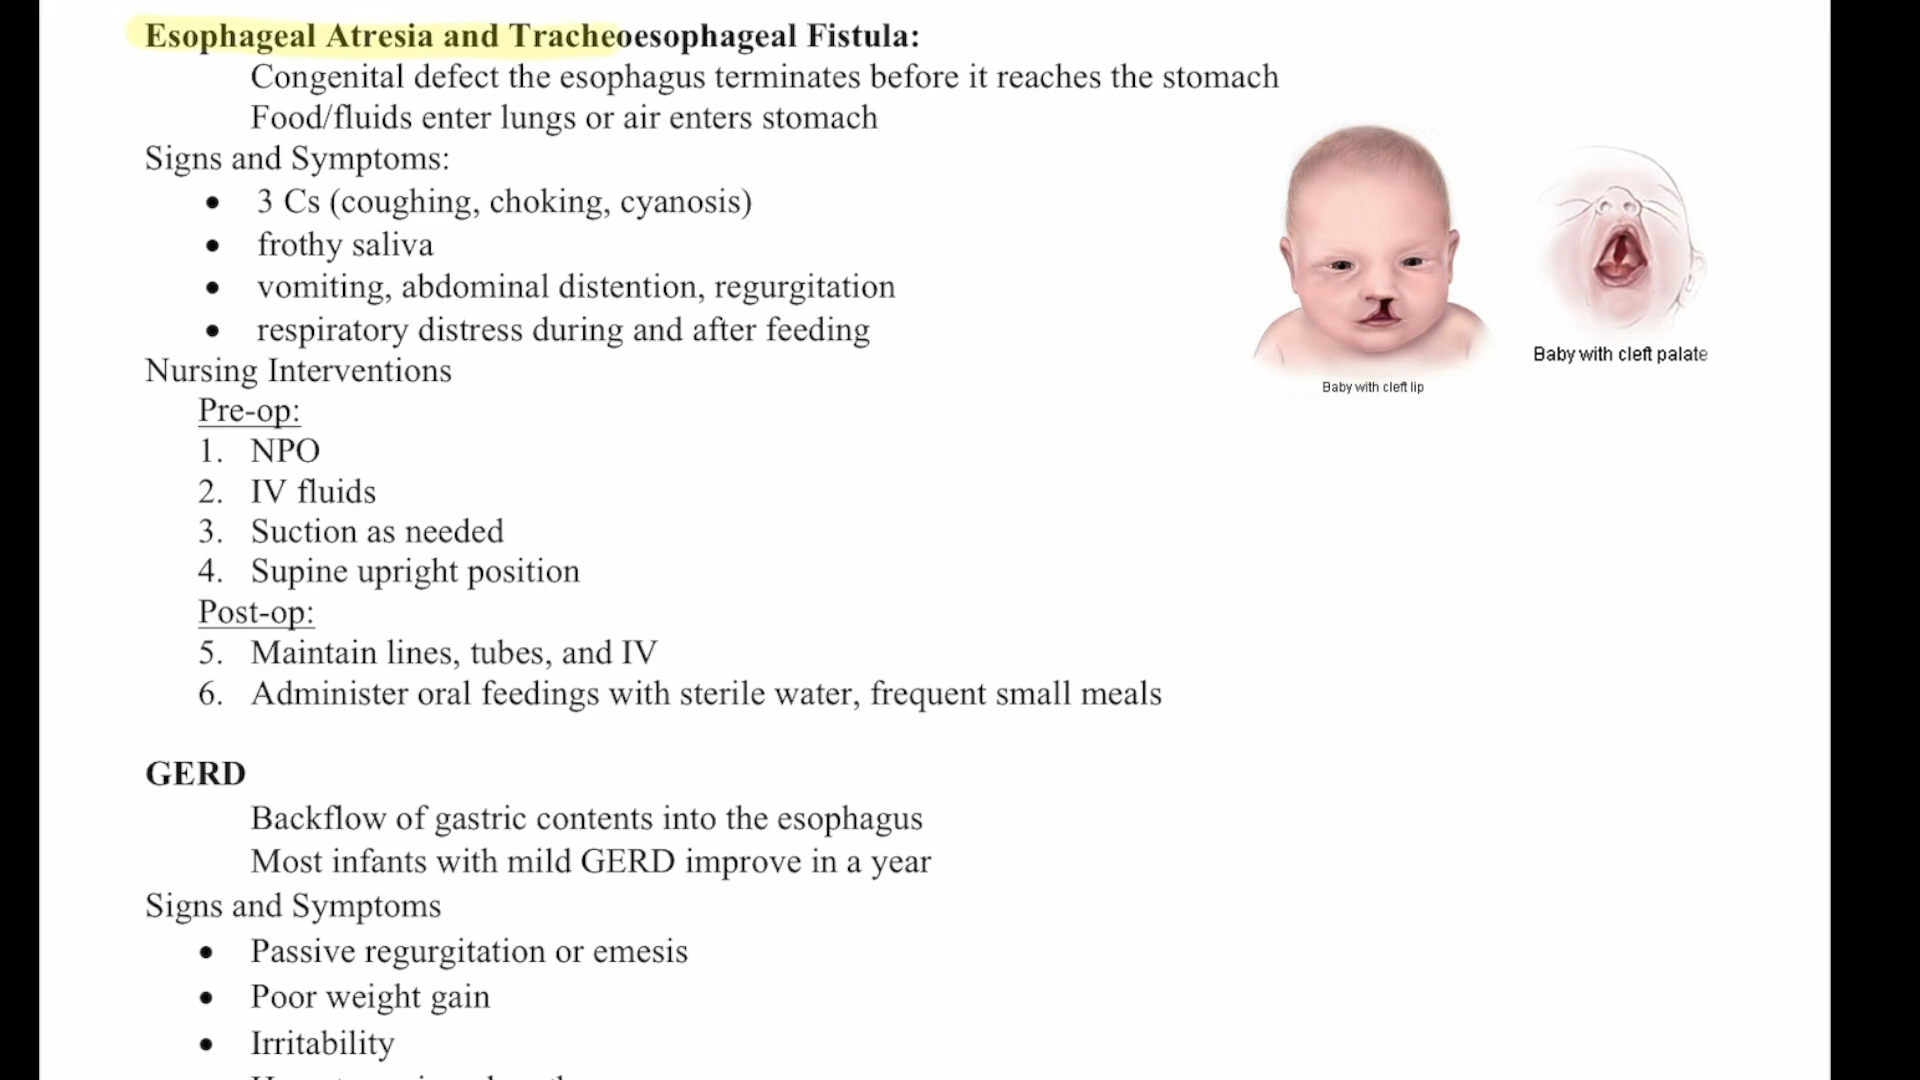 Esophageal Atresia and Tracheoesophageal Fistula:
Congenital defect the esophagus terminates before it reaches the stomach
Food/fluids enter lungs or air enters stomach
Signs and Symptoms:
• 3 Cs (coughing, choking, cyanosis)
• frothy saliva
• vomiting, abdominal distention, regurgitation
• respiratory distress during and after feeding
Nursing Interventions
Pre-op:
1. NPO
2. IV fluids
3. Suction as needed
4. Supine upright position
Post-op:
5. Maintain lines, tubes, and IV
6. Administer oral feedings with sterile water, frequent small meals
Baby with cleft lip
Baby with cleft palate
GERD
Backflow of gastric contents into the esophagus
Most infants with mild GERD improve in a year
Signs and Symptoms
• Passive regurgitation or emesis
• Poor weight gain
• Irritability